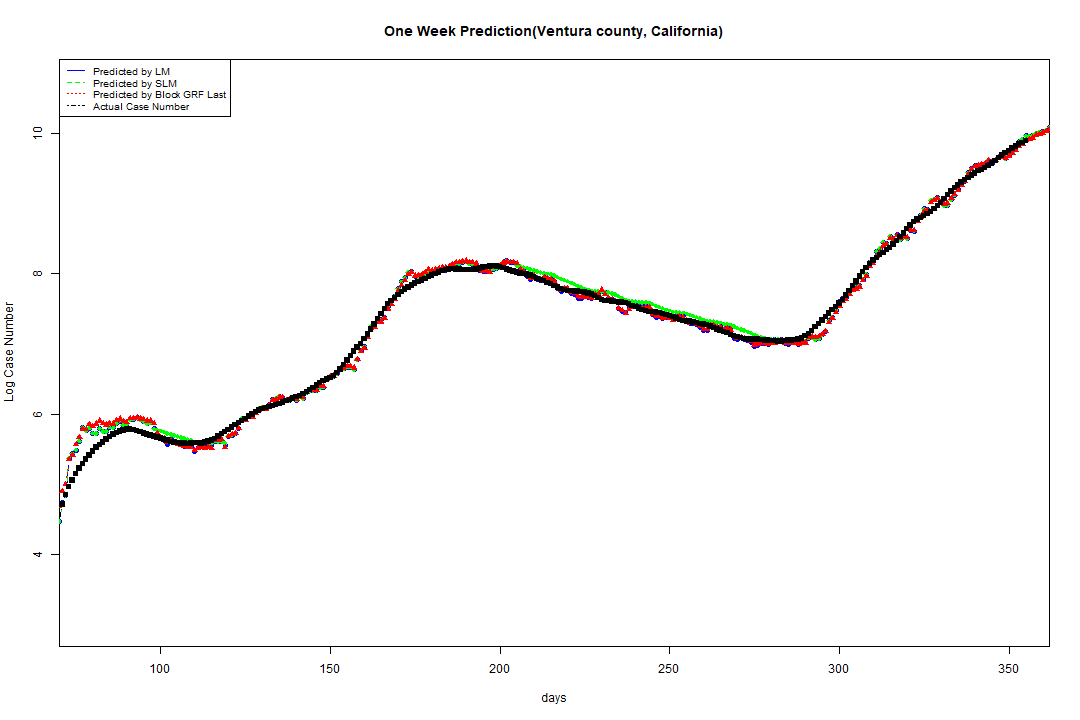 One Week Prediction(Ventura county, California)
Predicted by LM
Predicted by SLM
Predicted by Block GRF Last
Actual Case Number
10
8
6
4
Log Case Number
100 150 200 250 300 350
days